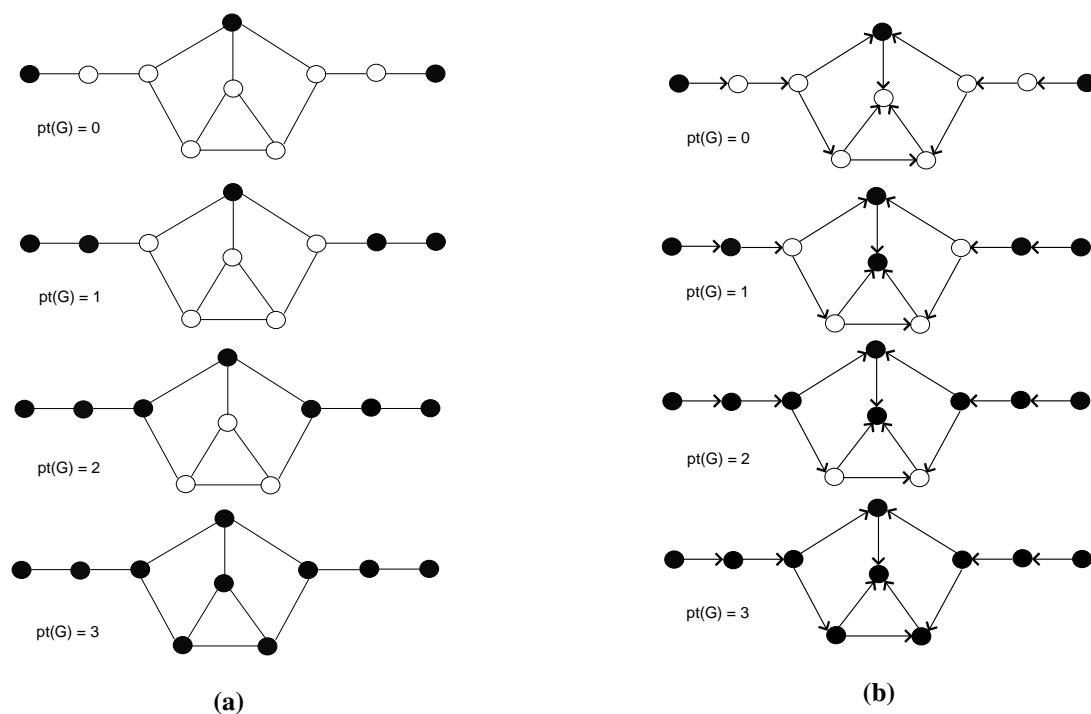 pt(G) = 0
pt(G) = 1
pt(G) = 2
pt(G) = 3
(a)
pt(G) = 0
pt(G) = 1
pt(G) = 2
pt(G) = 3
(b)